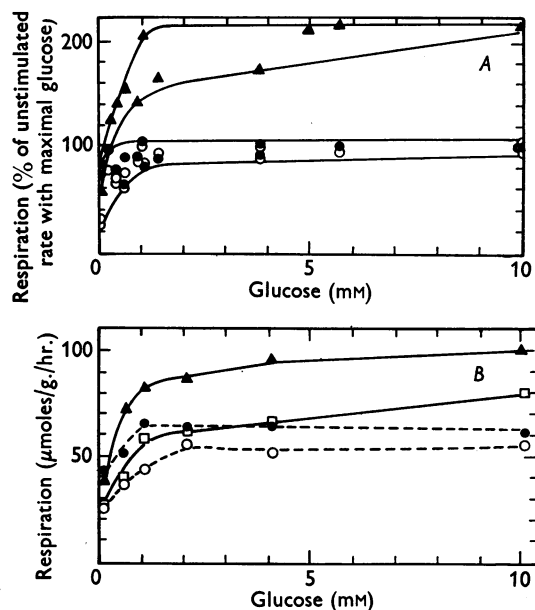 Respiration (% of unstimulated
rate with maximal glucose)
200
100
A
0
5
10
Glucose (mM)
Respiration (μmoles/g./hr.)
100
50
B
0
5
10
Glucose (mM)